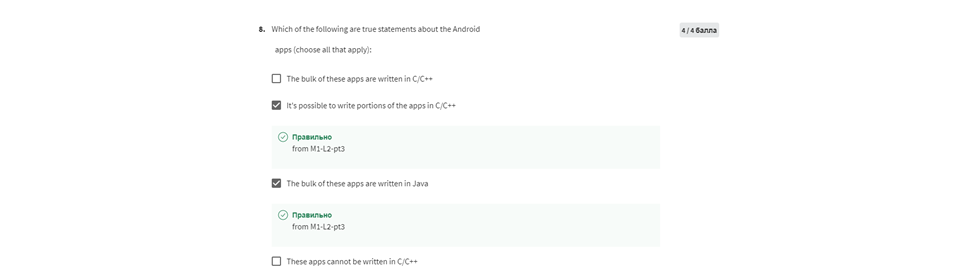 8. Which of the following are true statements about the Android
4 / 4 балла
apps (choose all that apply):
The bulk of these apps are written in C/C++
It's possible to write portions of the apps in C/C++
Правильно
from M1-L2-pt3
The bulk of these apps are written in Java
Правильно
from M1-L2-pt3
These apps cannot be written in C/C++